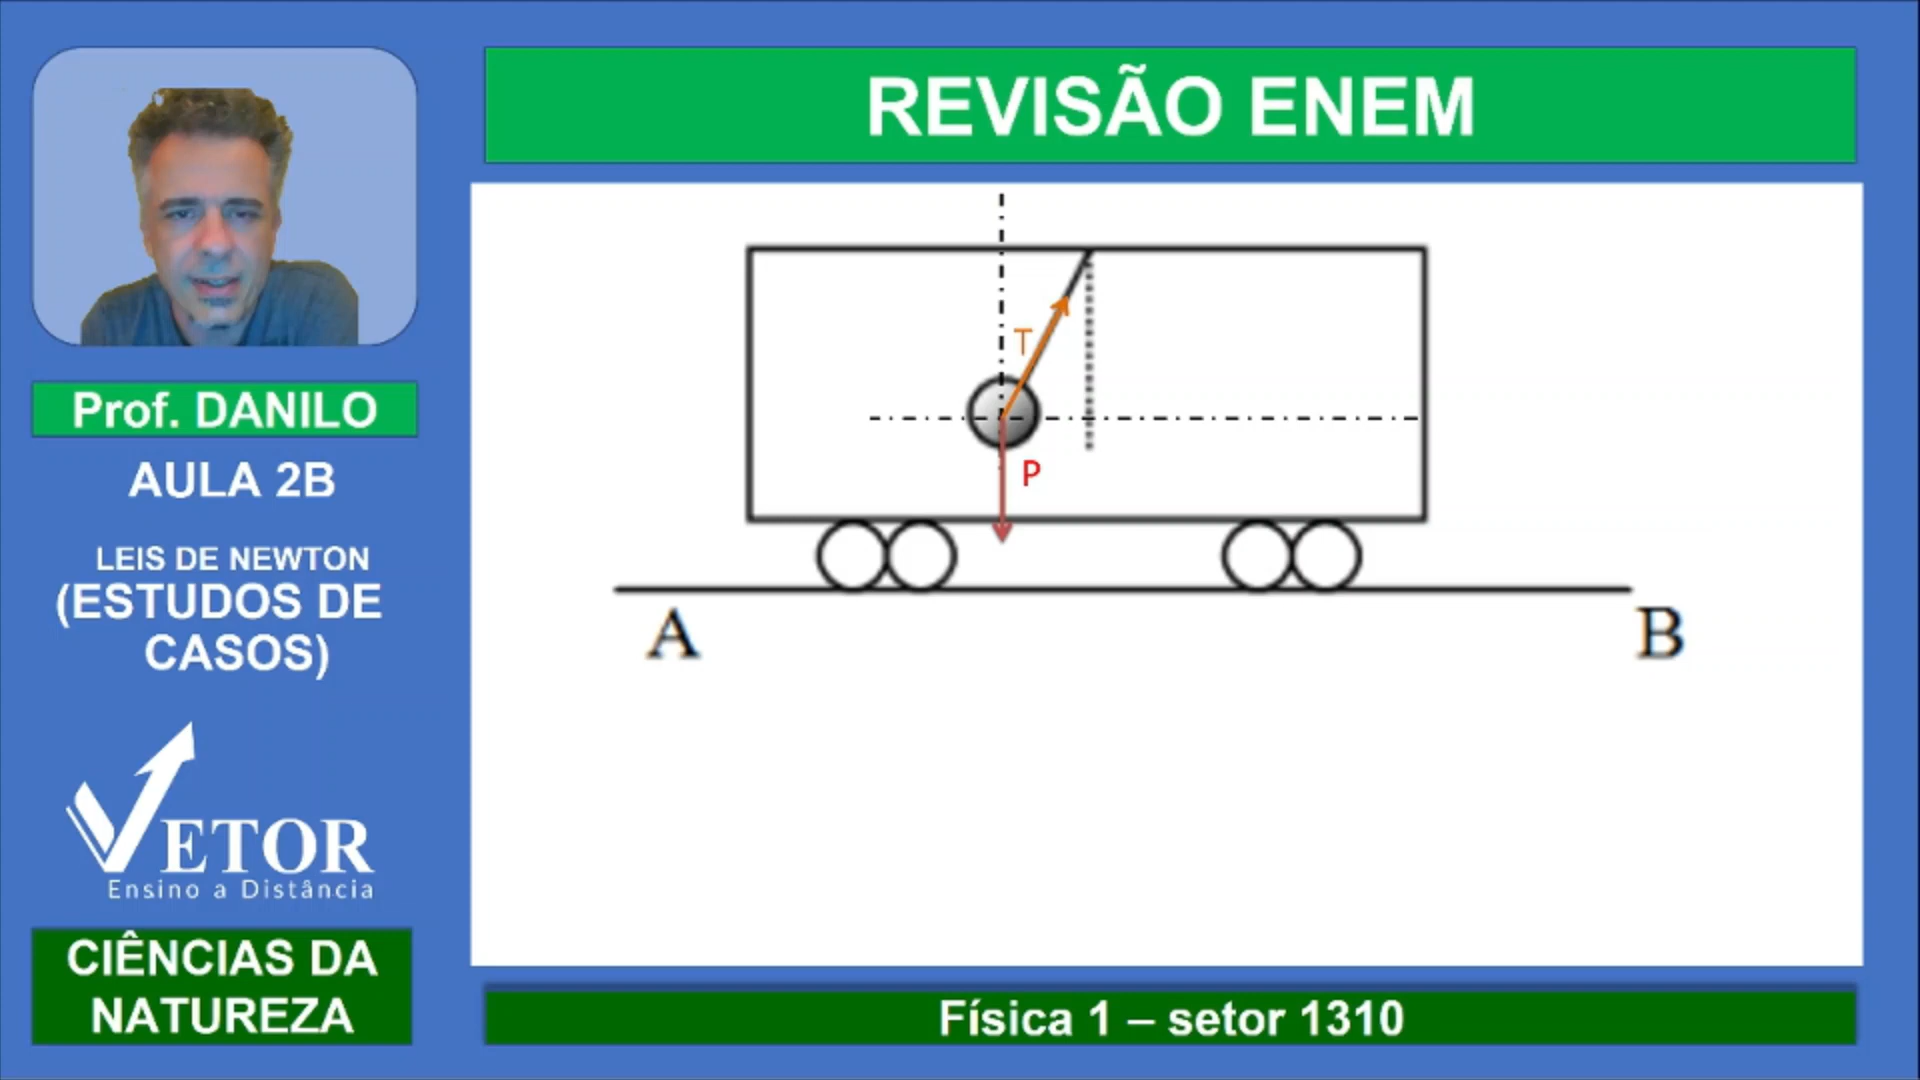 REVISÃO ENEM
Prof. DANILO
AULA 2B
LEIS DE NEWTON
(ESTUDOS DE
CASOS)
VETOR
Ensino a Distância
CIÊNCIAS DA
NATUREZA
T
P
A
B
Física 1 – setor 1310